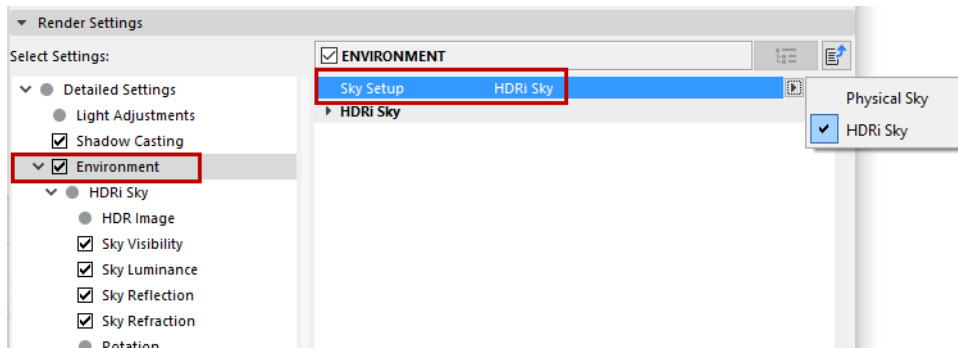 Render Settings
Select Settings:
ENVIRONMENT
Detailed Settings
Light Adjustments
Shadow Casting
Environment
HDRi Sky
HDR Image
Sky Visibility
Sky Luminance
Sky Reflection
Sky Refraction
Rotation
Sky Setup HDRi Sky
HDRi Sky
Physical Sky
HDRi Sky